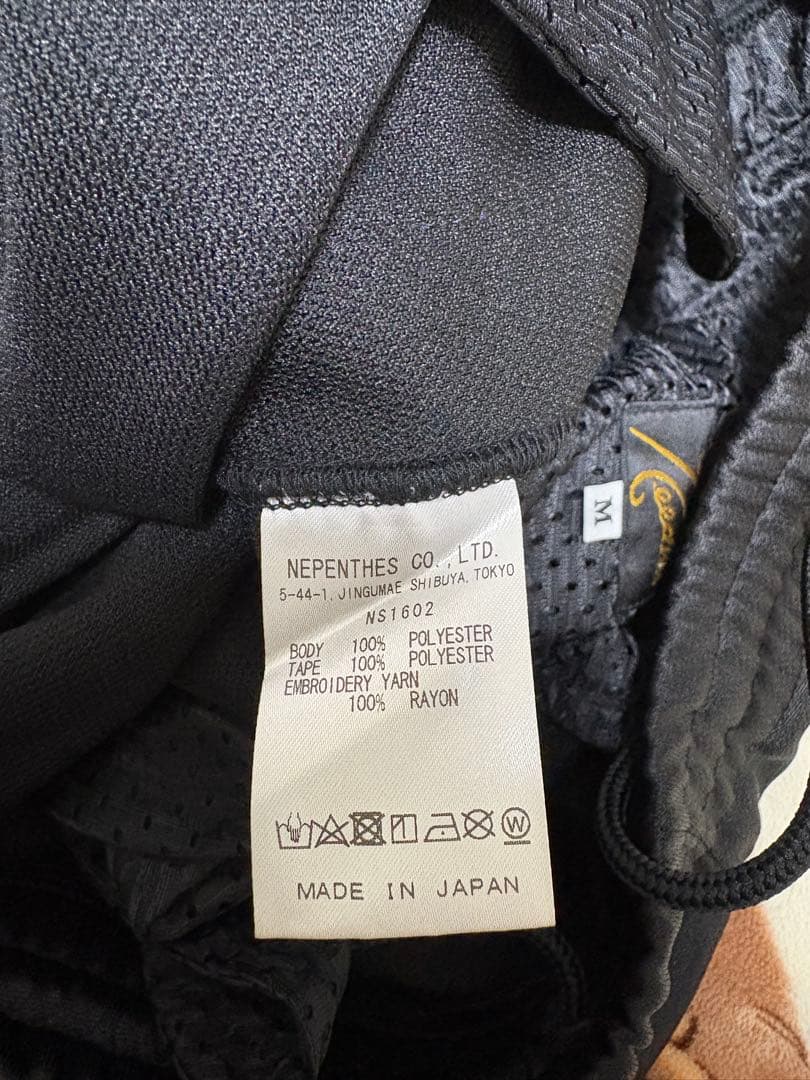 NEPENTHES CO.,LTD.
5-44-1, JINGUMAE SHIBUYA, TOKYO
NS1602
BODY 100% POLYESTER
TAPE 100% POLYESTER
EMBROIDERY YARN
100% RAYON
W
MADE IN JAPAN
M